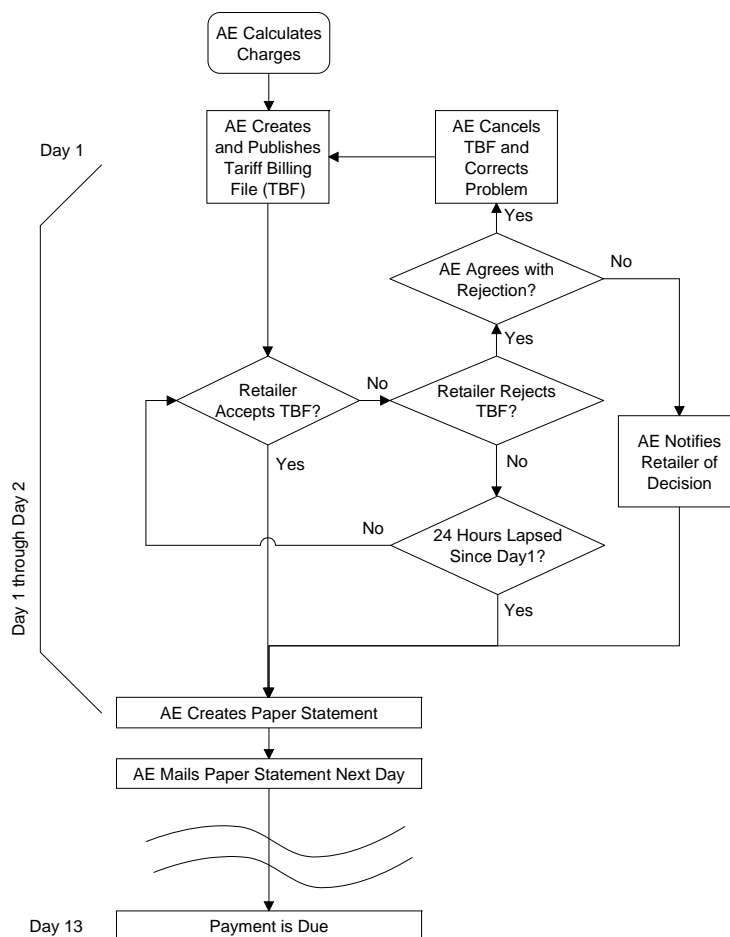 AE Calculates
Charges
Day 1
AE Creates
and Publishes
Tariff Billing
File (TBF)
AE Cancels
TBF and
Corrects
Problem
Yes
AE Agrees with
Rejection?
No
Yes
Retailer
Accepts TBF?
No
Retailer Rejects
TBF?
AE Notifies
Retailer of
Decision
Yes
No
Day 1 through Day 2
No
24 Hours Lapsed
Since Day1?
Yes
AE Creates Paper Statement
AE Mails Paper Statement Next Day
Day 13
Payment is Due